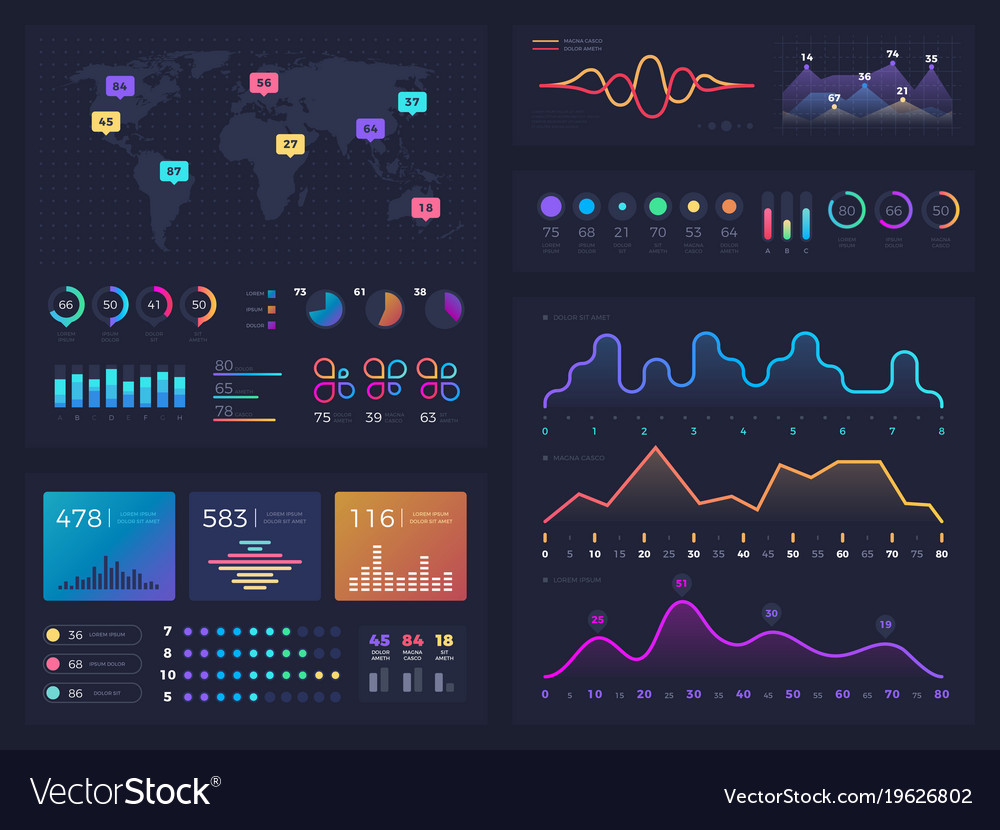 84
56
37
45
64
27
87
18
66
50
41
50
LOREM IPSUM
IPSUM DOLOR
DOLOR SIT
SIT AMETH
LOREM
IPSUM
DOLOR
73
61
38
A B C D E F G H
80 DOLOR
65 AMETH
78 CASCO
75 DOLOR AMETH
39 MAGNA CASCO
63 SIT AMETH
478
LOREM IPSUM
DOLOR SIT AMET
583
LOREM IPSUM
DOLOR SIT AMET
116
LOREM IPSUM
DOLOR SIT AMET
36 LOREM IPSUM
68 IPSUM DOLOR
86 DOLOR SIT
7
8
10
5
45 84 18
DOLOR MAGNA SIT
AMETH CASCO AMETH
MAGNA CASCO
DOLOR AMETH
14
74
35
36
67
21
75 68 21 70 53 64
LOREM IPSUM DOLOR SIT MAGNA DOLOR
IPSUM DOLOR SIT AMETH CASCO AMETH
A B C
80 66 50
LOREM IPSUM MAGNA
IPSUM DOLOR CASCO
DOLOR SIT AMET
0 1 2 3 4 5 6 7 8
MAGNA CASCO
0 5 10 15 20 25 30 35 40 45 50 55 60 65 70 75 80
LOREM IPSUM
51
25
30
19
0 5 10 15 20 25 30 35 40 45 50 55 60 65 70 75 80
VectorStock®
VectorStock.com/19626802